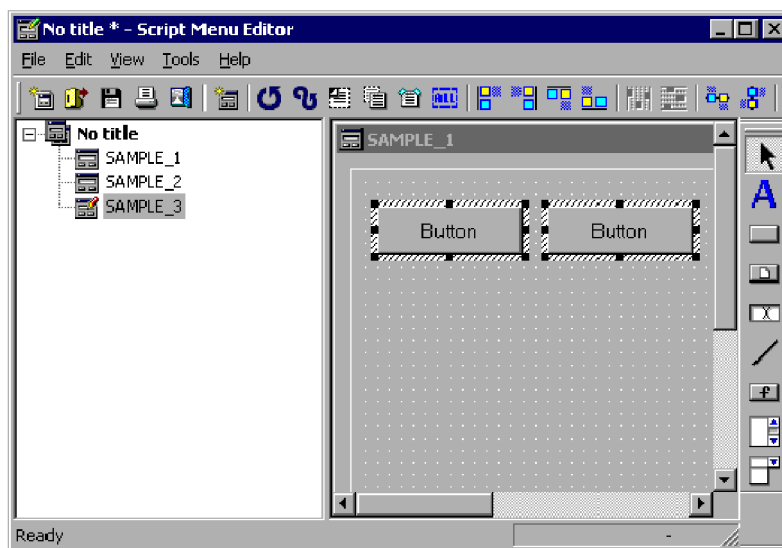 No title * - Script Menu Editor
File Edit View Tools Help
ALL
No title
SAMPLE_1
SAMPLE_2
SAMPLE_3
SAMPLE_1
Button Button
A
X
f
Ready
-